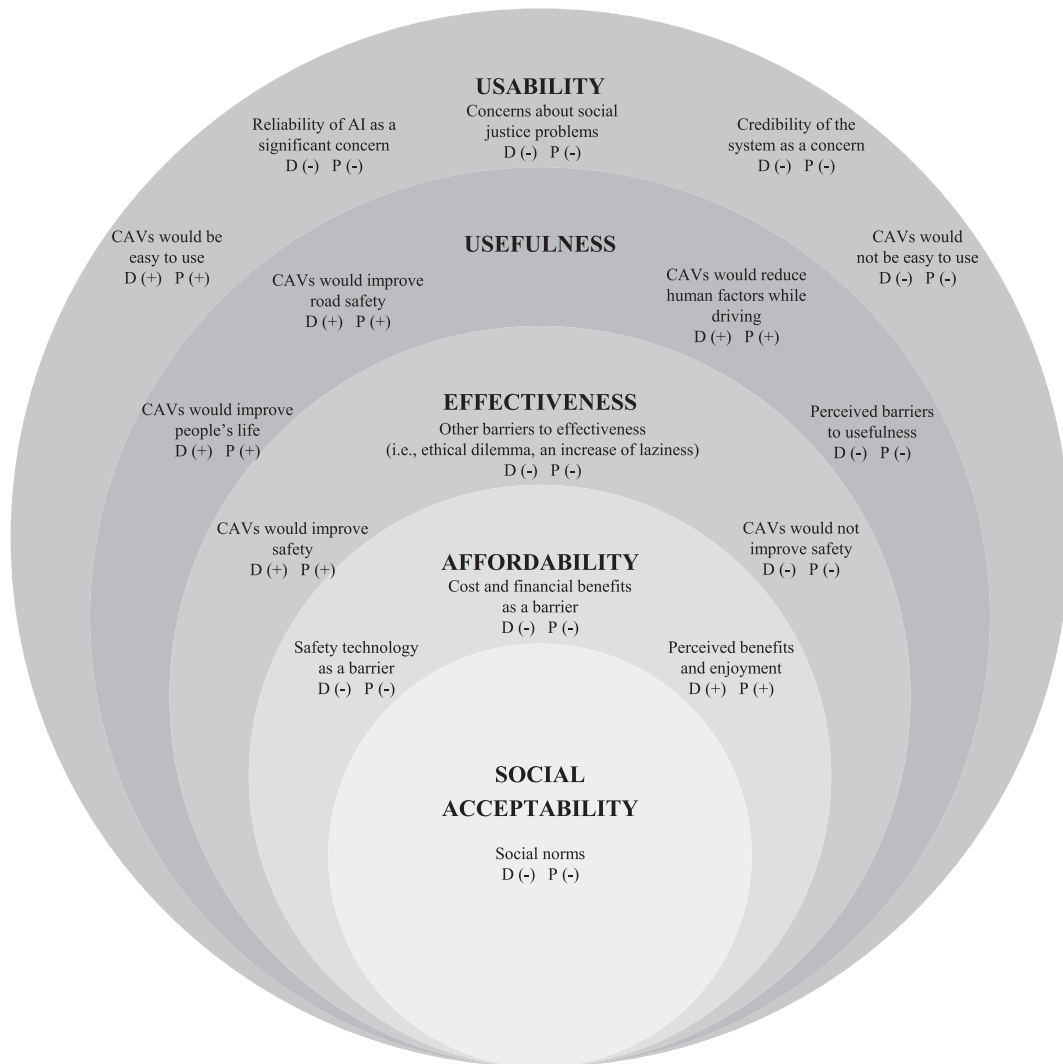 USABILITY
Concerns about social
justice problems
D (-) P (-)
Reliability of AI as a
significant concern
D (-) P (-)
Credibility of the
system as a concern
D (-) P (-)
CAVs would be
easy to use
D (+) P (+)
CAVs would
not be easy to use
D (-) P (-)
USEFULNESS
CAVs would improve
road safety
D (+) P (+)
CAVs would reduce
human factors while
driving
D (+) P (+)
CAVs would improve
people’s life
D (+) P (+)
Perceived barriers
to usefulness
D (-) P (-)
EFFECTIVENESS
Other barriers to effectiveness
(i.e., ethical dilemma, an increase of laziness)
D (-) P (-)
CAVs would improve
safety
D (+) P (+)
CAVs would not
improve safety
D (-) P (-)
AFFORDABILITY
Cost and financial benefits
as a barrier
D (-) P (-)
Safety technology
as a barrier
D (-) P (-)
Perceived benefits
and enjoyment
D (+) P (+)
SOCIAL
ACCEPTABILITY
Social norms
D (-) P (-)